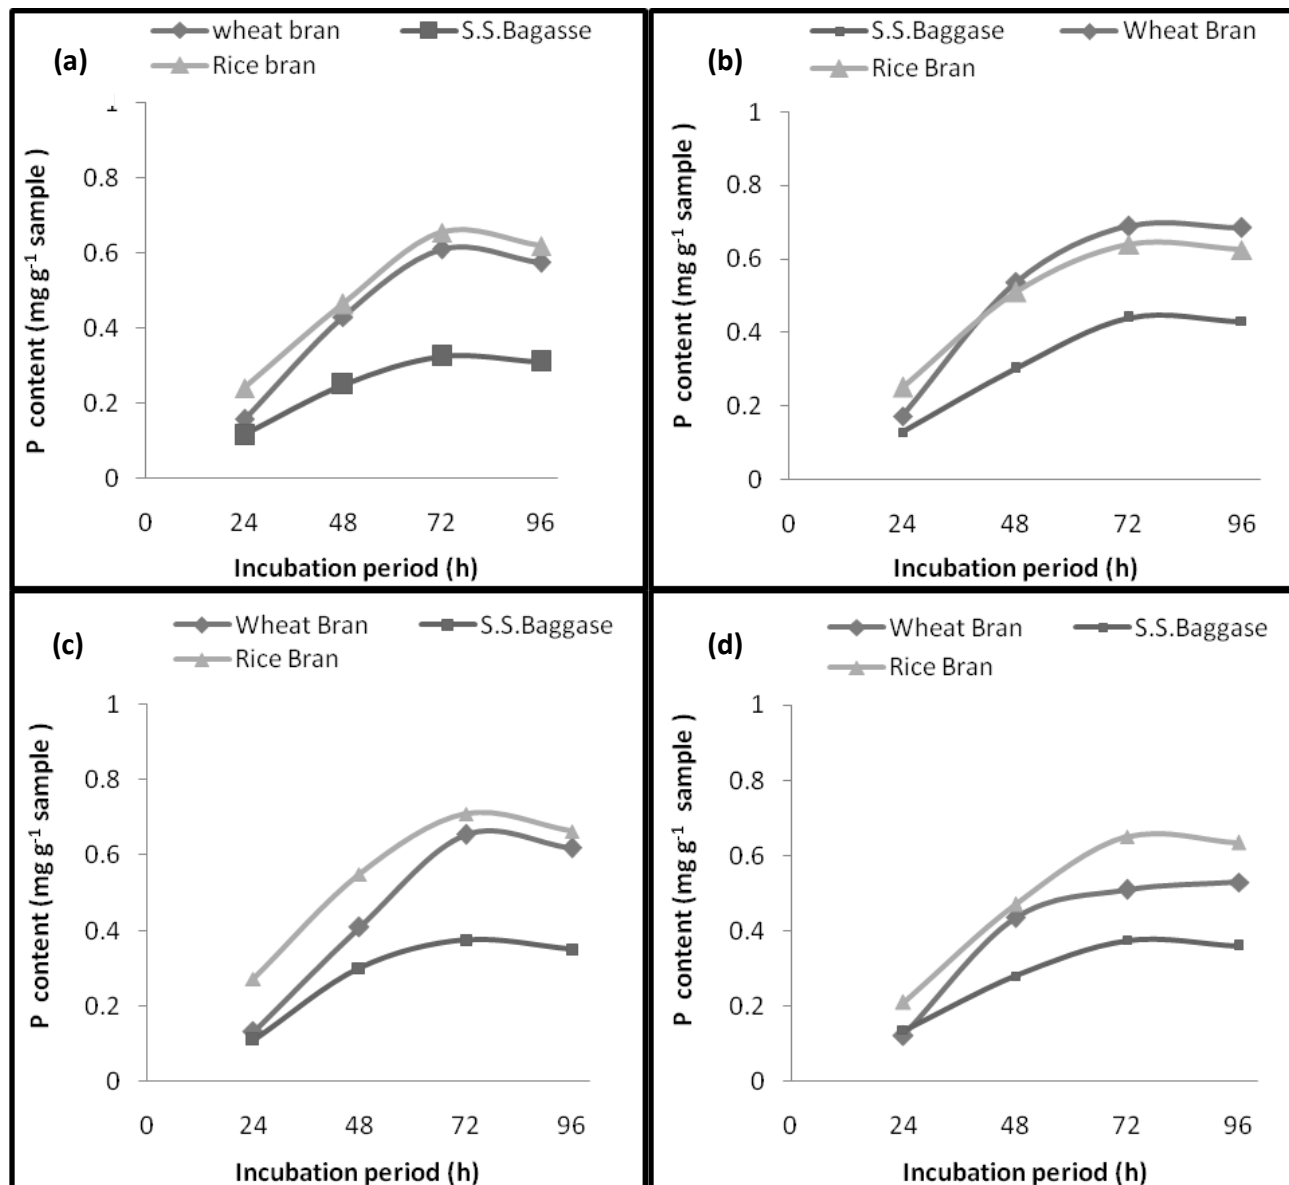 (a)
wheat bran S.S.Bagasse
Rice bran
1
0.8
0.6
0.4
0.2
0
0 24 48 72 96
P content (mg g⁻¹ sample )
Incubation period (h)
(b)
S.S.Baggase Wheat Bran
Rice Bran
1
0.8
0.6
0.4
0.2
0
0 24 48 72 96
P content (mg g⁻¹ sample )
Incubation period (h)
(c)
Wheat Bran S.S.Baggase
Rice Bran
1
0.8
0.6
0.4
0.2
0
0 24 48 72 96
P content (mg g⁻¹ sample )
Incubation period (h)
(d)
Wheat Bran S.S.Baggase
Rice Bran
1
0.8
0.6
0.4
0.2
0
0 24 48 72 96
P content (mg g⁻¹ sample )
Incubation period (h)